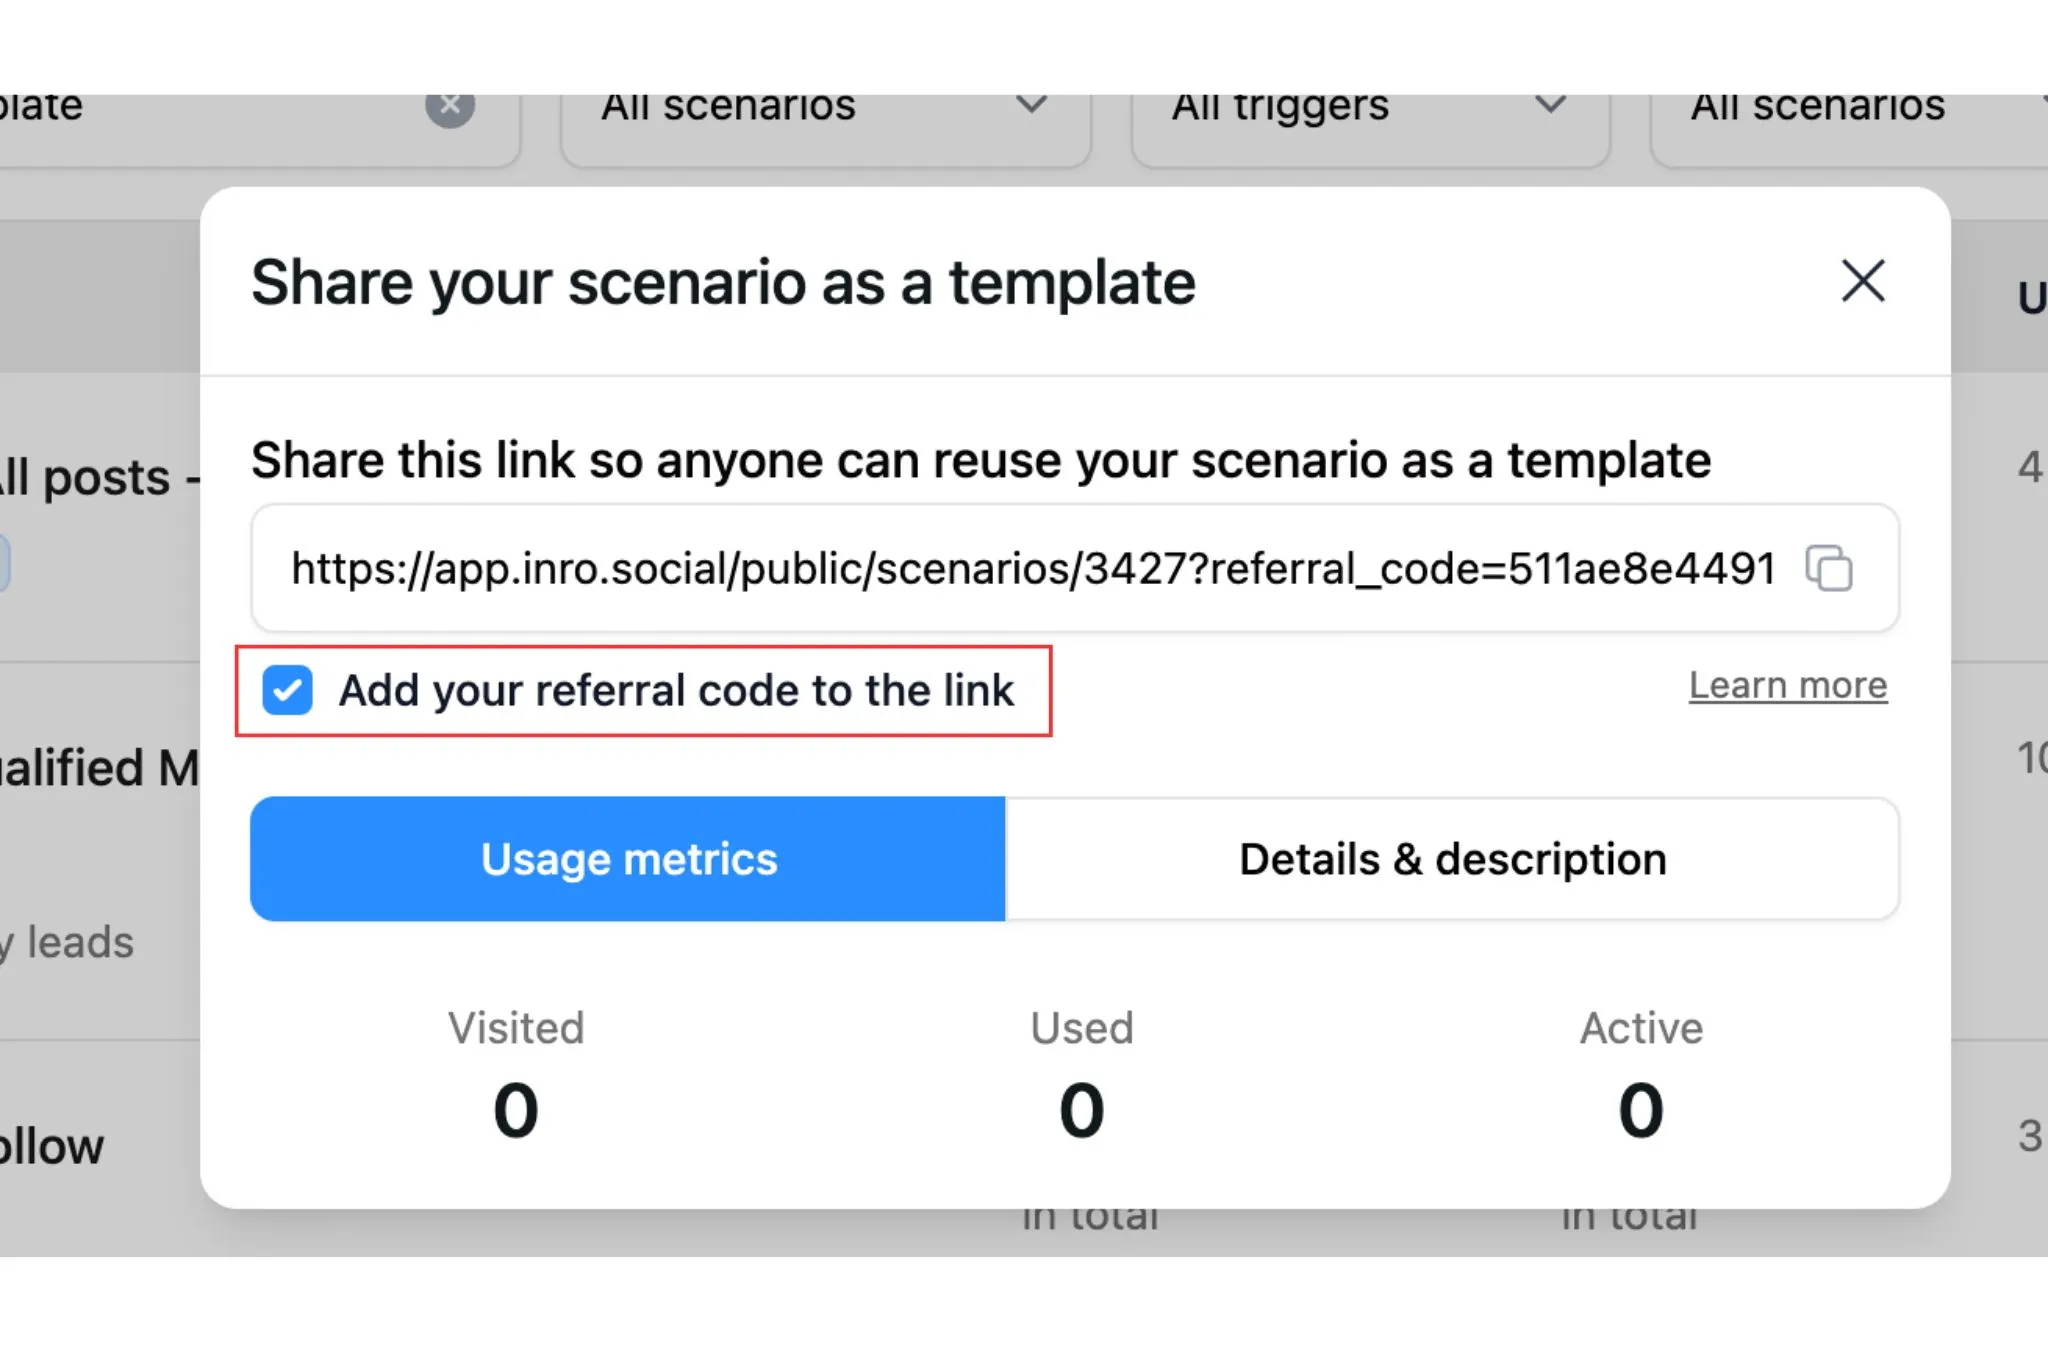 plate
All scenarios
All triggers
All scenarios
Share your scenario as a template
U
Share this link so anyone can reuse your scenario as a template
All posts -
4
https://app.inro.social/public/scenarios/3427?referral_code=511ae8e4491
Add your referral code to the link
Learn more
ualified M
10
Usage metrics
Details & description
y leads
Visited
Used
Active
0
0
0
ollow
3
in total
in total